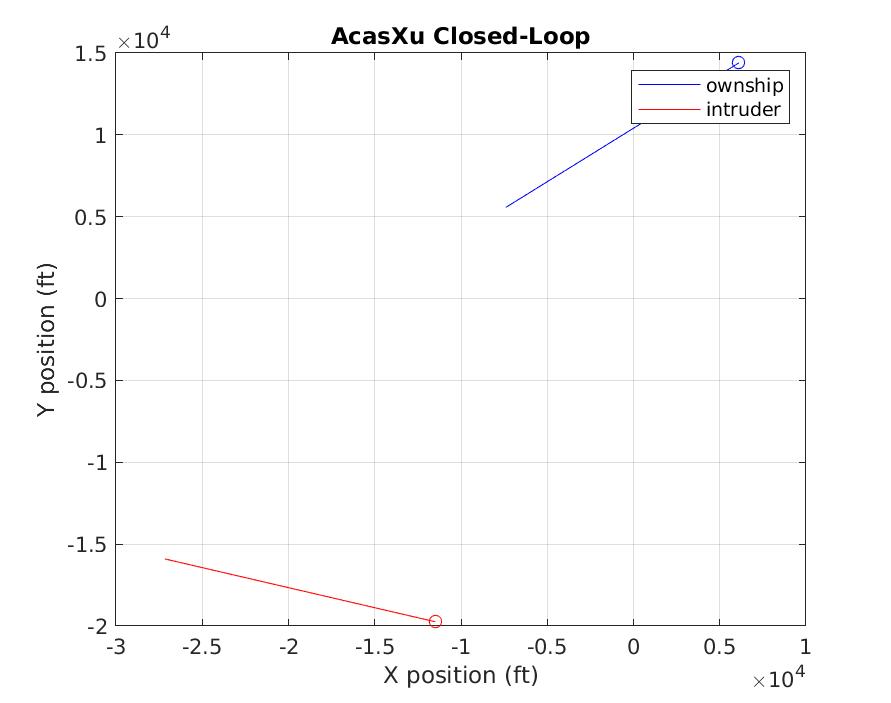 AcasXu Closed-Loop
×10⁴
1.5
1
0.5
0
-0.5
-1
-1.5
-2
Y position (ft)
ownship
intruder
-3 -2.5 -2 -1.5 -1 -0.5 0 0.5 1
X position (ft)
×10⁴